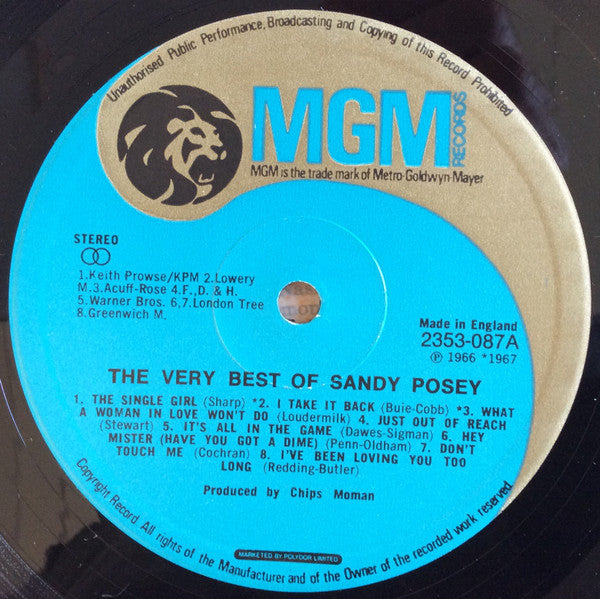 Unauthorised Public Performance, Broadcasting and Copying of this Record Prohibited
MGM
RECORDS
MGM is the trade mark of Metro-Goldwyn-Mayer
STEREO
1.Keith Prowse/KPM 2.Lowery
M.3.Acuff-Rose 4.F., D. & H.
5.Warner Bros. 6,7.London Tree
8.Greenwich M.
Made in England
2353-087A
℗ 1966 *1967
THE VERY BEST OF SANDY POSEY
1. THE SINGLE GIRL (Sharp) *2. I TAKE IT BACK (Buie-Cobb) *3. WHAT
A WOMAN IN LOVE WON'T DO (Loudermilk) 4. JUST OUT OF REACH
(Stewart) 5. IT'S ALL IN THE GAME (Dawes-Sigman) 6. HEY
MISTER (HAVE YOU GOT A DIME) (Penn-Oldham) 7. DON'T
TOUCH ME (Cochran) 8. I'VE BEEN LOVING YOU TOO
LONG (Redding-Butler)
Produced by Chips Moman
MARKETED BY POLYDOR LIMITED
Copyright Record All rights of the Manufacturer and of the Owner of the recorded work reserved